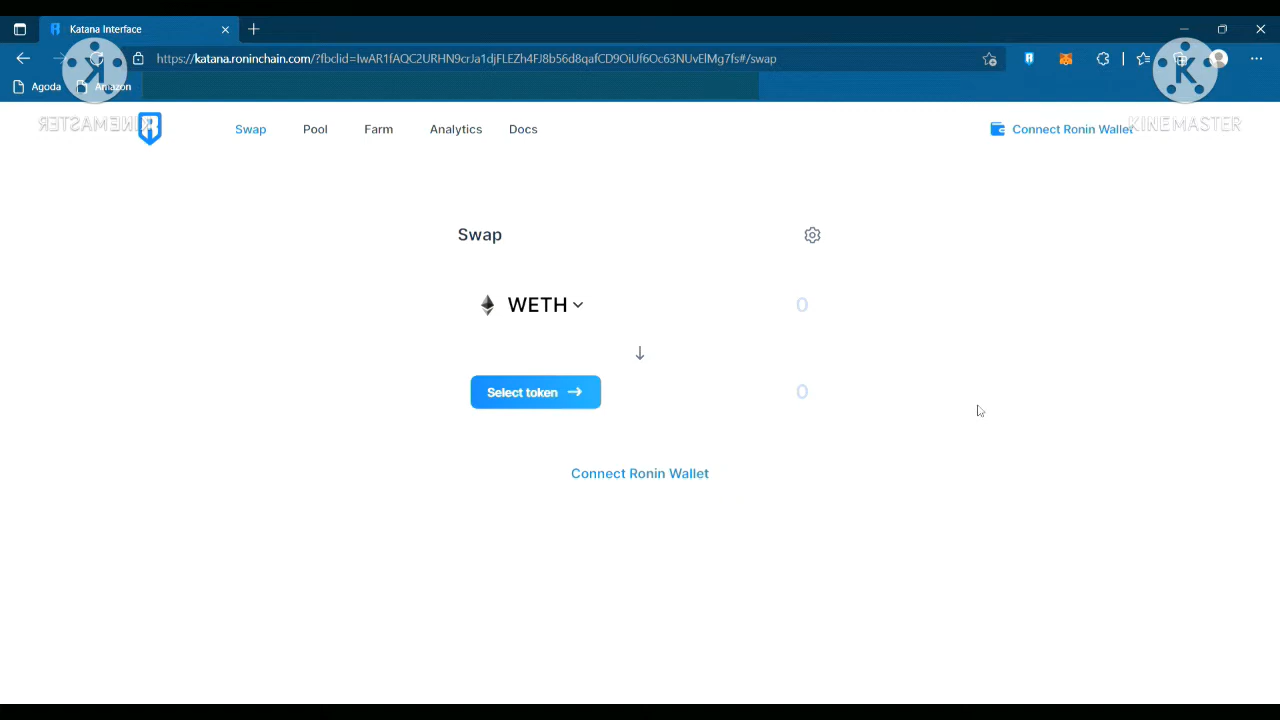 Katana Interface
https://katana.roninchain.com/?fbclid=IwAR1fAQC2URHN9crJa1djFLEZh4FJ8b56d8qafCD9OiUf6Oc63NUvElMg7fs#/swap
Agoda Amazon
KINEMASTER Swap Pool Farm Analytics Docs Connect Ronin Wallet KINEMASTER
Swap
WETH 0
Select token → 0
Connect Ronin Wallet